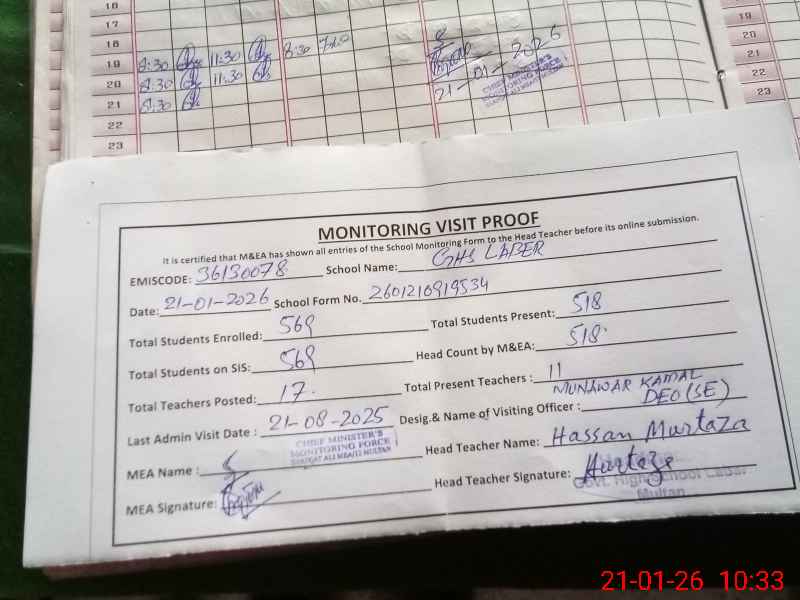 16
17
18
19 8:30 11:30 8:30
20 8:30 11:30
21 8:30
22
23
21-01-2026
CHIEF MINISTER'S
MONITORING FORCE
19
20
21
22
23
MONITORING VISIT PROOF
It is certified that M&EA has shown all entries of the School Monitoring Form to the Head Teacher before its online submission.
EMISCODE: 36130078 School Name: GHS LABER
Date: 21-01-2026 School Form No. 2601210919534
Total Students Enrolled: 569 Total Students Present: 518
Total Students on SIS: 569 Head Count by M&EA: 518
Total Teachers Posted: 17. Total Present Teachers : 11
Last Admin Visit Date : 21-08-2025 Desig.& Name of Visiting Officer : MUNAWAR KAMAL DEO (SE)
MEA Name : CHIEF MINISTER'S
MONITORING FORCE
MULTAN
Head Teacher Name: Hassan Murtaza
MEA Signature: Head Teacher Signature: Murtaza
Govt. High School Labar
Multan
21-01-26 10:33